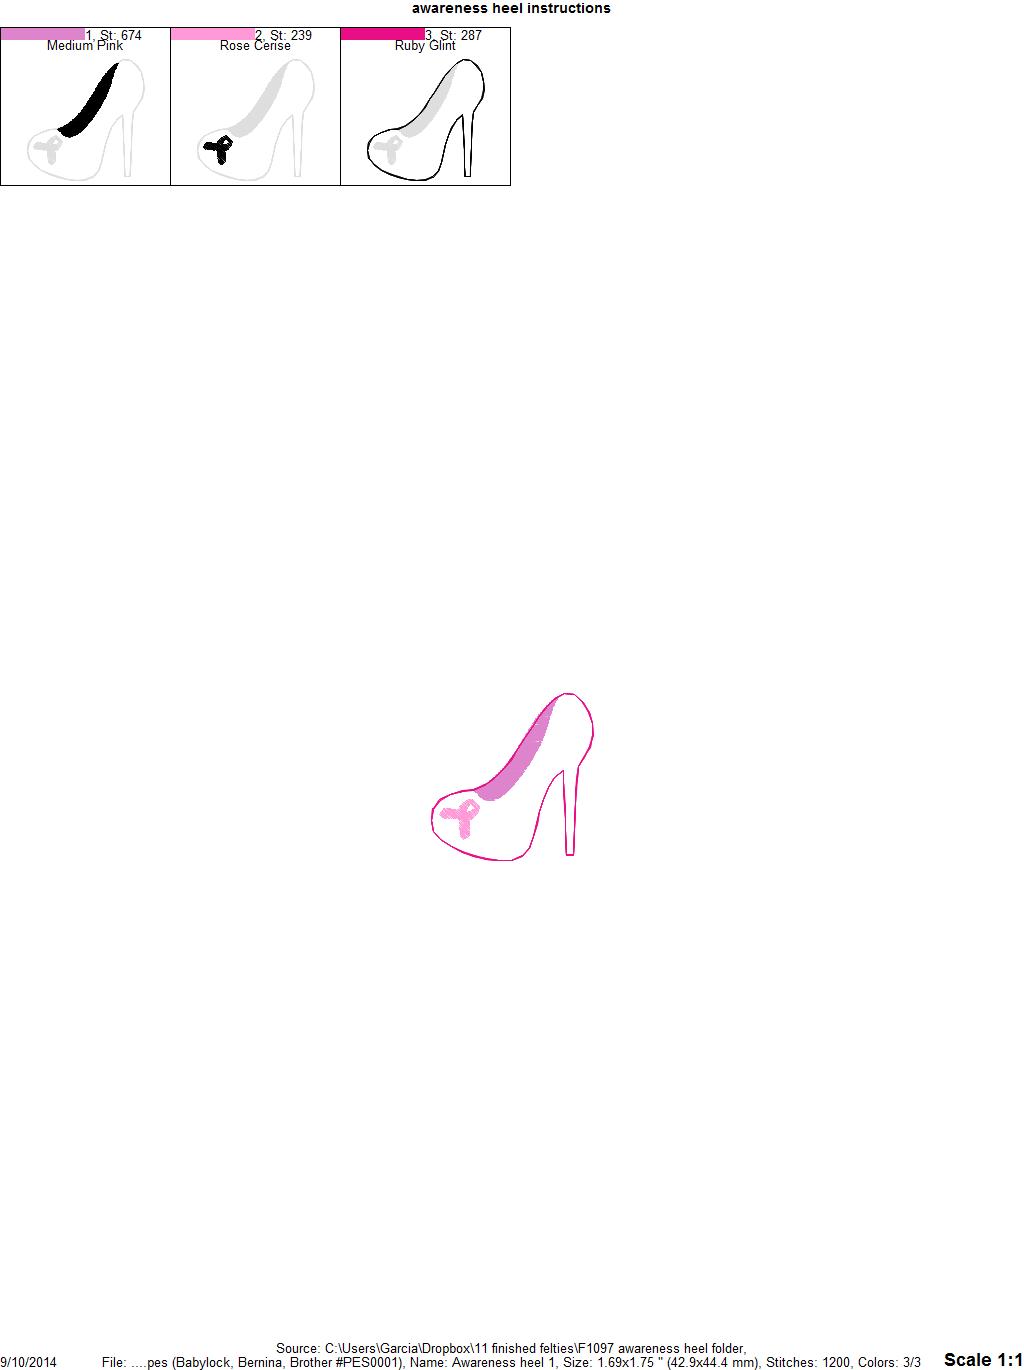 awareness heel instructions
1, St: 674
Medium Pink
2, St: 239
Rose Cerise
3, St: 287
Ruby Glint
Source: C:\Users\Garcia\Dropbox\11 finished felties\F1097 awareness heel folder,
9/10/2014 File: ....pes (Babylock, Bernina, Brother #PES0001), Name: Awareness heel 1, Size: 1.69x1.75 " (42.9x44.4 mm), Stitches: 1200, Colors: 3/3 Scale 1:1